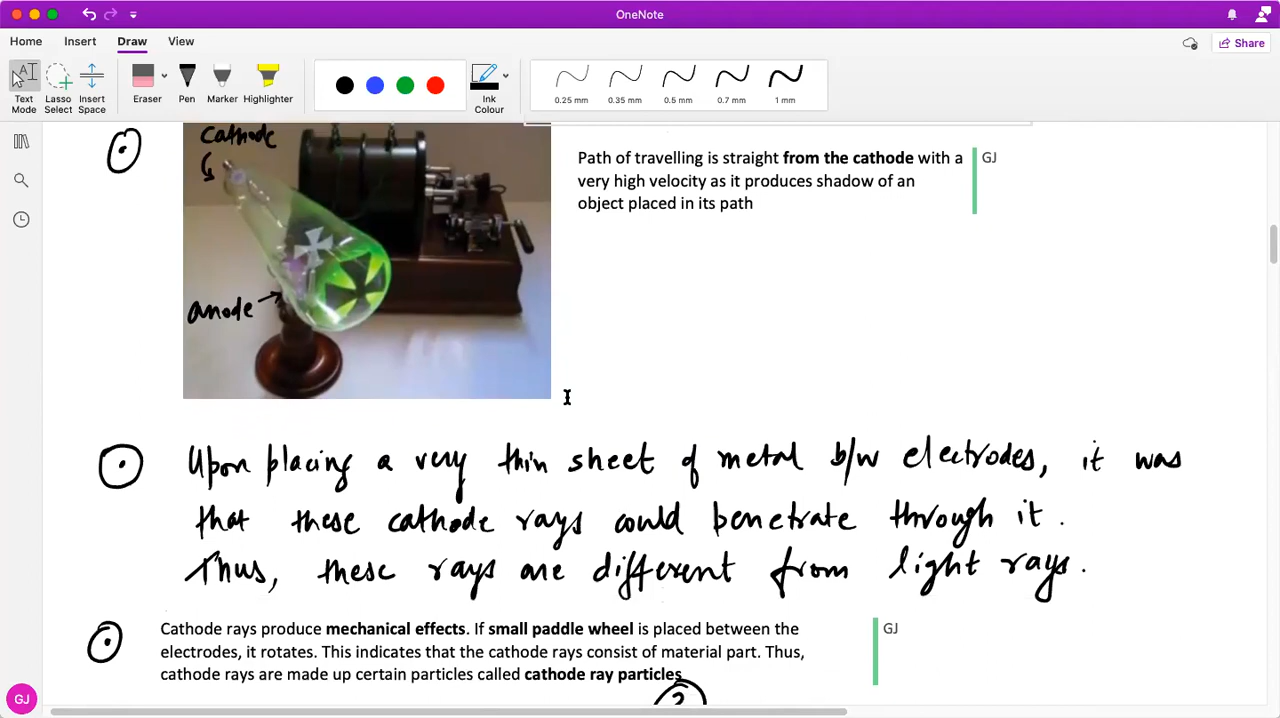 OneNote
Home Insert Draw View
Share
Text Mode
Lasso Select
Insert Space
Eraser
Pen
Marker
Highlighter
Ink Colour
0.25 mm 0.35 mm 0.5 mm 0.7 mm 1 mm
Cathode
anode
Path of travelling is straight from the cathode with a
very high velocity as it produces shadow of an
object placed in its path
GJ
Upon placing a very thin sheet of metal b/w electrodes, it was
that these cathode rays could penetrate through it.
Thus, these rays are different from light rays.
Cathode rays produce mechanical effects. If small paddle wheel is placed between the
electrodes, it rotates. This indicates that the cathode rays consist of material part. Thus,
cathode rays are made up certain particles called cathode ray particles
GJ
?
GJ